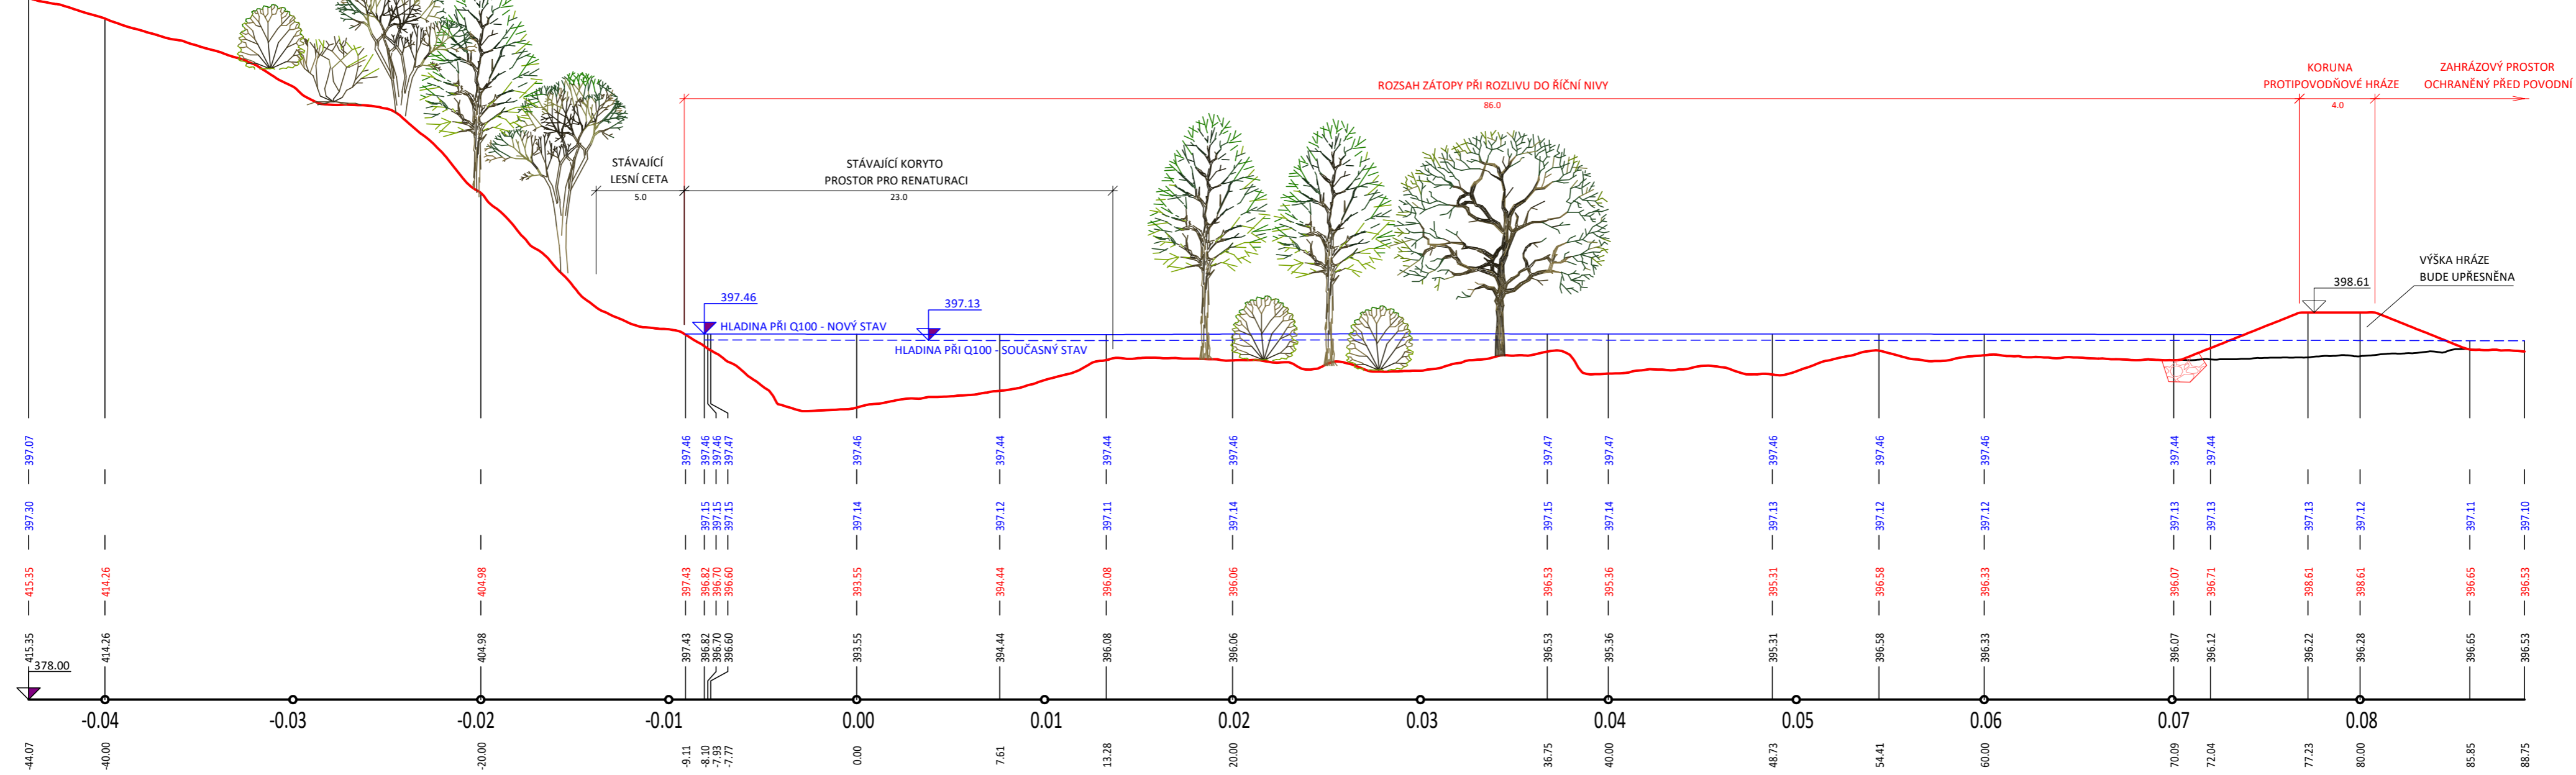 ROZSAH ZÁTOPY PŘI ROZLIVU DO ŘÍČNÍ NIVY
86.0
KORUNA
PROTIPOVODŇOVÉ HRÁZE
4.0
ZAHRÁZOVÝ PROSTOR
OCHRANĚNÝ PŘED POVODNÍ
STÁVAJÍCÍ
LESNÍ CETA
5.0
STÁVAJÍCÍ KORYTO
PROSTOR PRO RENATURACI
23.0
VÝŠKA HRÁZE
BUDE UPŘESNĚNA
398.61
397.46
397.13
HLADINA PŘI Q100 - NOVÝ STAV
HLADINA PŘI Q100 - SOUČASNÝ STAV
397.07 397.46 397.46 397.46 397.47 397.46 397.44 397.44 397.46 397.47 397.47 397.46 397.46 397.46 397.44 397.44
397.30 397.15 397.15 397.15 397.14 397.12 397.11 397.14 397.15 397.14 397.13 397.12 397.12 397.13 397.13 397.13 397.12 397.11 397.10
415.35 414.26 404.98 397.43 396.82 396.70 396.60 393.55 394.44 396.08 396.06 396.53 395.36 395.31 396.58 396.33 396.07 396.71 398.61 398.61 396.65 396.53
415.35 414.26 404.98 397.43 396.82 396.70 396.60 393.55 394.44 396.08 396.06 396.53 395.36 395.31 396.58 396.33 396.07 396.12 396.22 396.28 396.65 396.53
378.00
-0.04 -0.03 -0.02 -0.01 0.00 0.01 0.02 0.03 0.04 0.05 0.06 0.07 0.08
-44.07 -40.00 -20.00 -9.11 -8.10 -7.93 -7.77 0.00 7.61 13.28 20.00 36.75 40.00 48.73 54.41 60.00 70.09 72.04 77.23 80.00 85.85 88.75